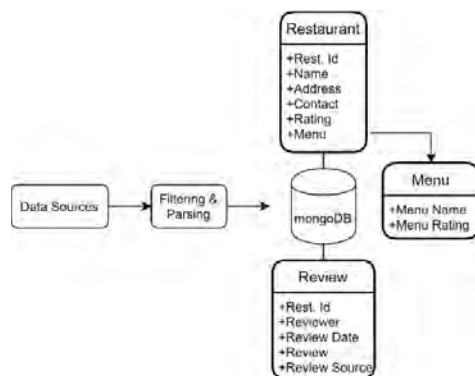 Restaurant
+Rest. Id
+Name
+Address
+Contact
+Rating
+Menu
Data Sources
Filtering &
Parsing
mongoDB
Menu
+Menu Name
+Menu Rating
Review
+Rest. Id
+Reviewer
+Review Date
+Review
+Review Source